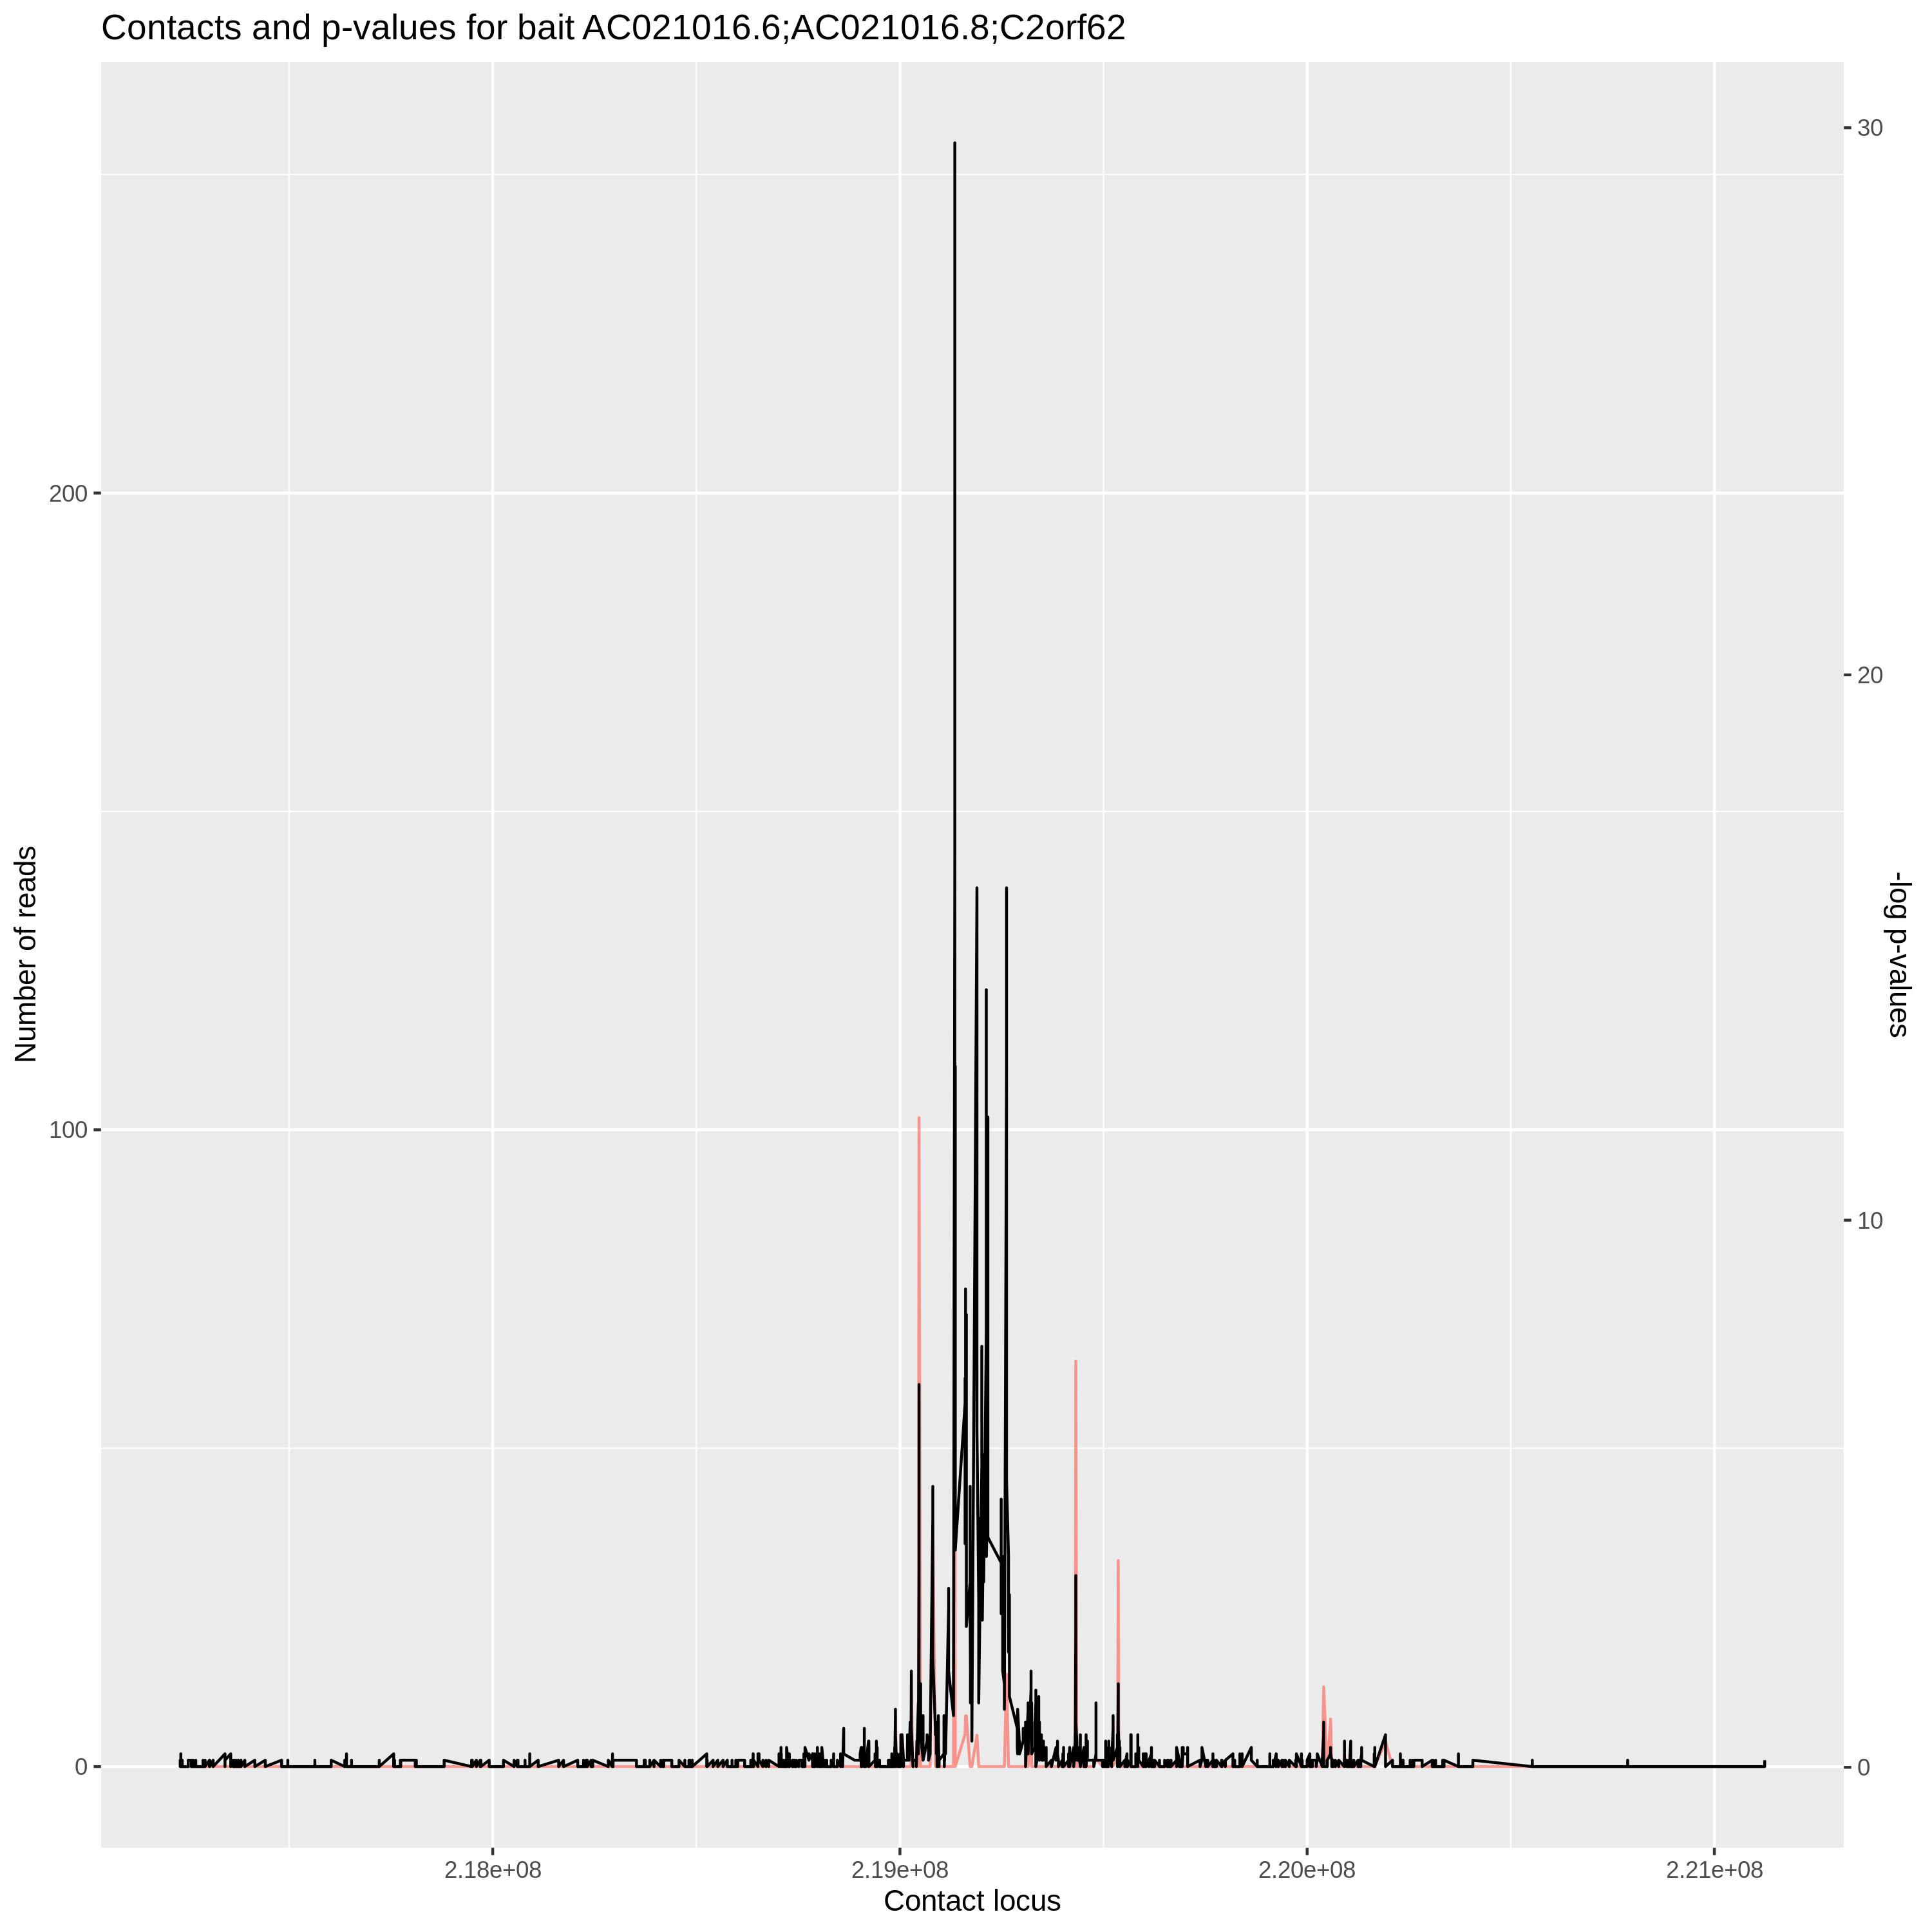 Contacts and p-values for bait AC021016.6;AC021016.8;C2orf62
30
200
20
Number of reads
-log p-values
100
10
0
0
2.18e+08
2.19e+08
2.20e+08
2.21e+08
Contact locus